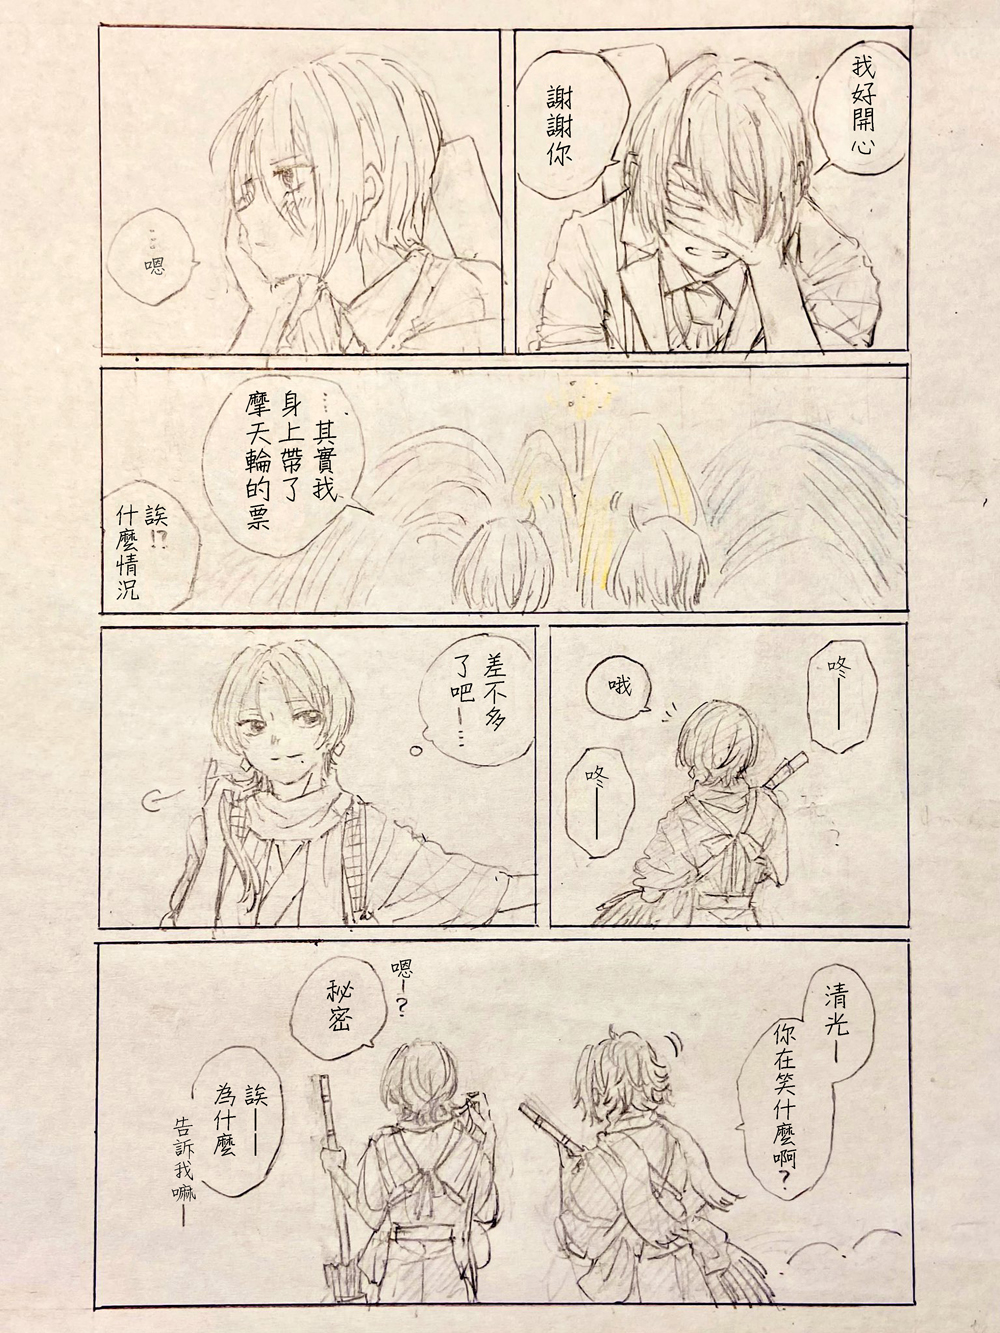 我好開心
謝謝你
…嗯
…其實我
身上帶了
摩天輪的票
誒!?
什麼情況
咚——
哦
咚——
差不多
了吧－……
清光－
你在笑什麼啊?
嗯－?
秘密
誒——
為什麼
告訴我嘛－